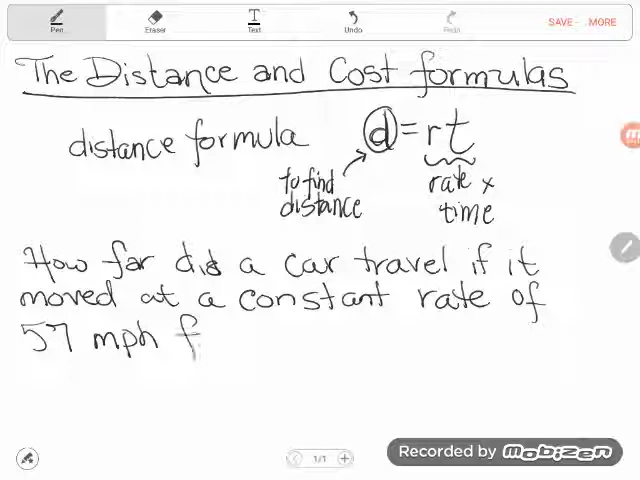 Pen
Eraser
Text
Undo
Redo
SAVE
MORE
The Distance and Cost formulas
distance formula d = rt
to find distance
rate x time
How far did a car travel if it
moved at a constant rate of
57 mph f
1/1
Recorded by mobizen